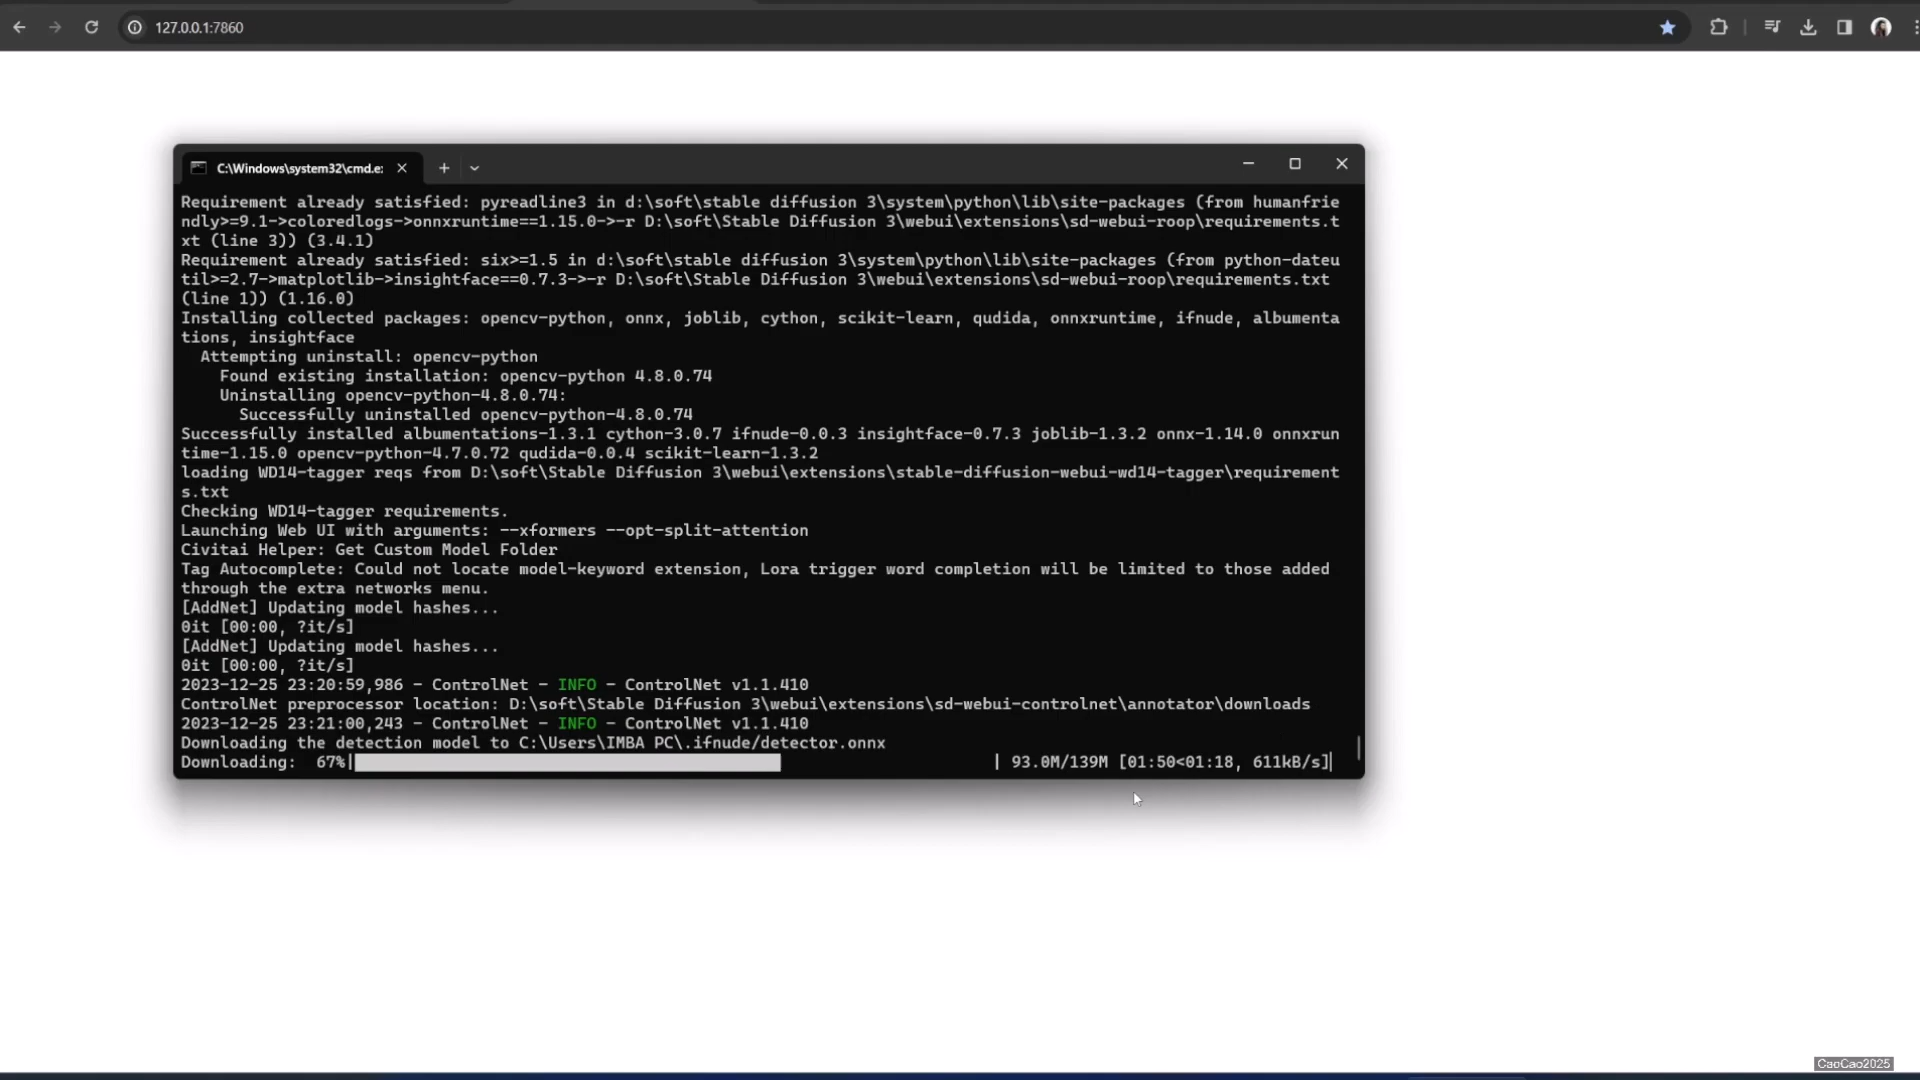 127.0.0.1:7860
C:\Windows\system32\cmd.e:
Requirement already satisfied: pyreadline3 in d:\soft\stable diffusion 3\system\python\lib\site-packages (from humanfrie
ndly>=9.1->coloredlogs->onnxruntime==1.15.0->-r D:\soft\Stable Diffusion 3\webui\extensions\sd-webui-roop\requirements.t
xt (line 3)) (3.4.1)
Requirement already satisfied: six>=1.5 in d:\soft\stable diffusion 3\system\python\lib\site-packages (from python-dateu
til>=2.7->matplotlib->insightface==0.7.3->-r D:\soft\Stable Diffusion 3\webui\extensions\sd-webui-roop\requirements.txt
(line 1)) (1.16.0)
Installing collected packages: opencv-python, onnx, joblib, cython, scikit-learn, qudida, onnxruntime, ifnude, albumenta
tions, insightface
Attempting uninstall: opencv-python
Found existing installation: opencv-python 4.8.0.74
Uninstalling opencv-python-4.8.0.74:
Successfully uninstalled opencv-python-4.8.0.74
Successfully installed albumentations-1.3.1 cython-3.0.7 ifnude-0.0.3 insightface-0.7.3 joblib-1.3.2 onnx-1.14.0 onnxrun
time-1.15.0 opencv-python-4.7.0.72 qudida-0.0.4 scikit-learn-1.3.2
loading WD14-tagger reqs from D:\soft\Stable Diffusion 3\webui\extensions\stable-diffusion-webui-wd14-tagger\requirement
s.txt
Checking WD14-tagger requirements.
Launching Web UI with arguments: --xformers --opt-split-attention
Civitai Helper: Get Custom Model Folder
Tag Autocomplete: Could not locate model-keyword extension, Lora trigger word completion will be limited to those added
through the extra networks menu.
[AddNet] Updating model hashes...
0it [00:00, ?it/s]
[AddNet] Updating model hashes...
0it [00:00, ?it/s]
2023-12-25 23:20:59,986 - ControlNet - INFO - ControlNet v1.1.410
ControlNet preprocessor location: D:\soft\Stable Diffusion 3\webui\extensions\sd-webui-controlnet\annotator\downloads
2023-12-25 23:21:00,243 - ControlNet - INFO - ControlNet v1.1.410
Downloading the detection model to C:\Users\IMBA PC\.ifnude/detector.onnx
Downloading: 67%| | 93.0M/139M [01:50<01:18, 611kB/s]
CaoCao2025